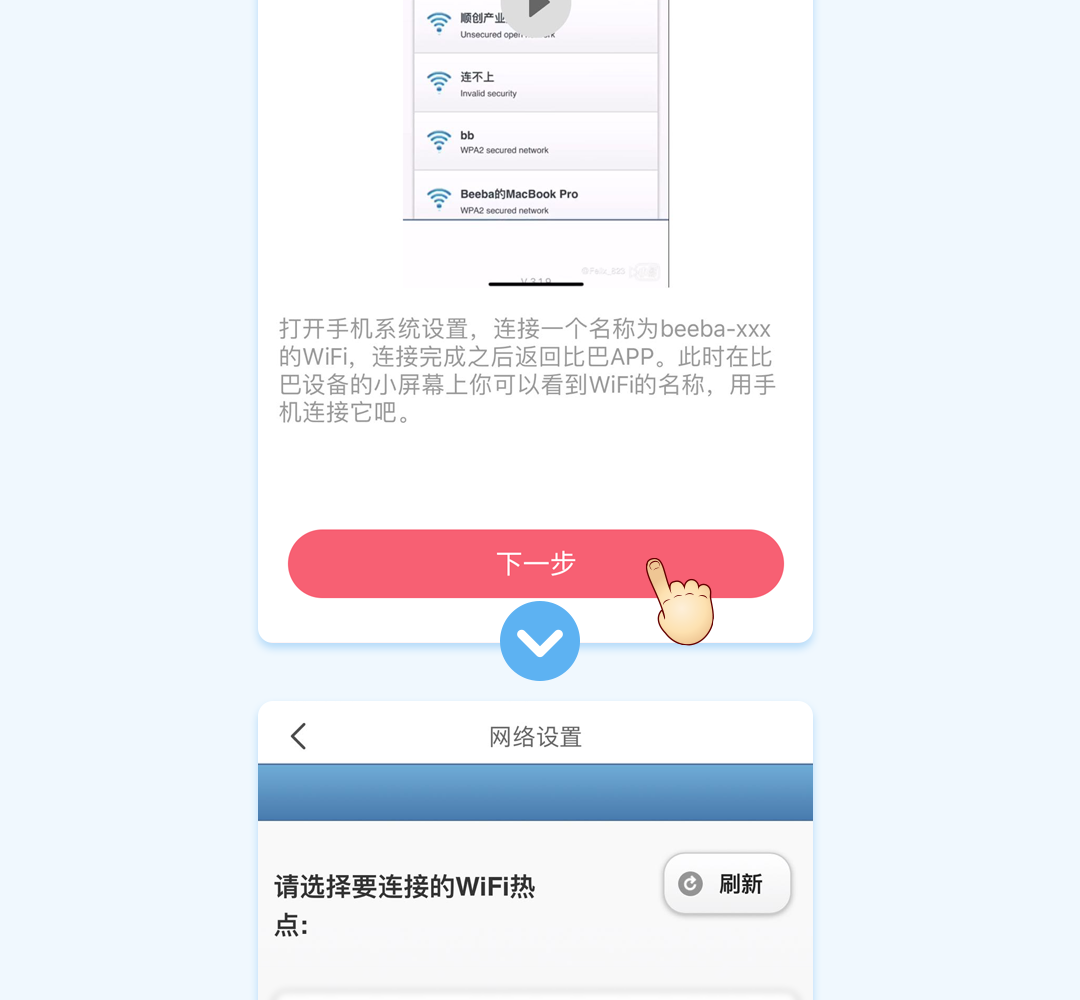 顺创产业
Unsecured open
连不上
Invalid security
bb
WPA2 secured network
Beeba的MacBook Pro
WPA2 secured network
打开手机系统设置，连接一个名称为beeba-xxx
的WiFi，连接完成之后返回比巴APP。此时在比
巴设备的小屏幕上你可以看到WiFi的名称，用手
机连接它吧。
下一步
网络设置
请选择要连接的WiFi热
点:
刷新